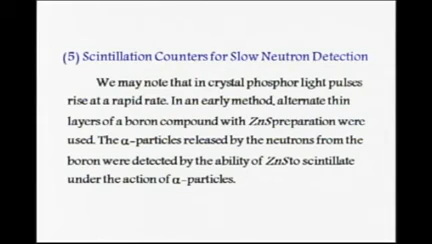 (5) Scintillation Counters for Slow Neutron Detection
We may note that in crystal phosphor light pulses
rise at a rapid rate. In an early method, alternate thin
layers of a boron compound with ZnSpreparation were
used. The α-particles released by the neutrons from the
boron were detected by the ability of ZnSto scintillate
under the action of α-particles.